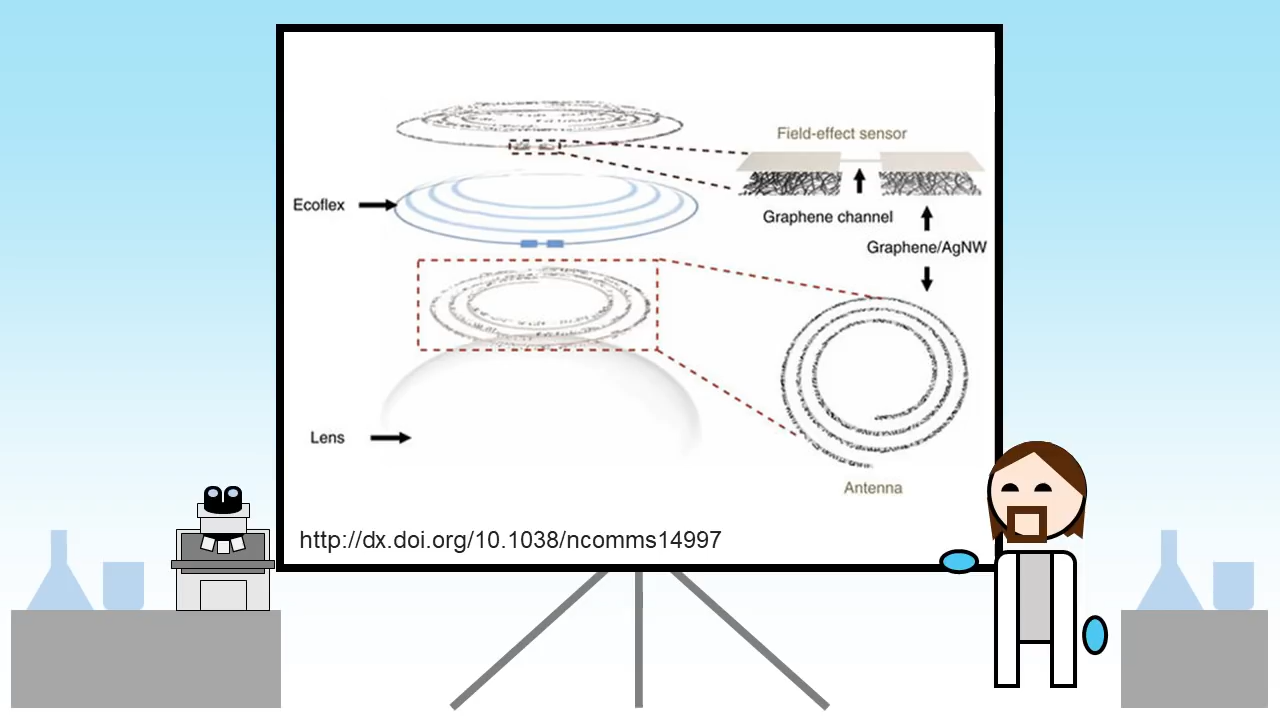 Field-effect sensor
Ecoflex
Graphene channel
Graphene/AgNW
Lens
Antenna
http://dx.doi.org/10.1038/ncomms14997